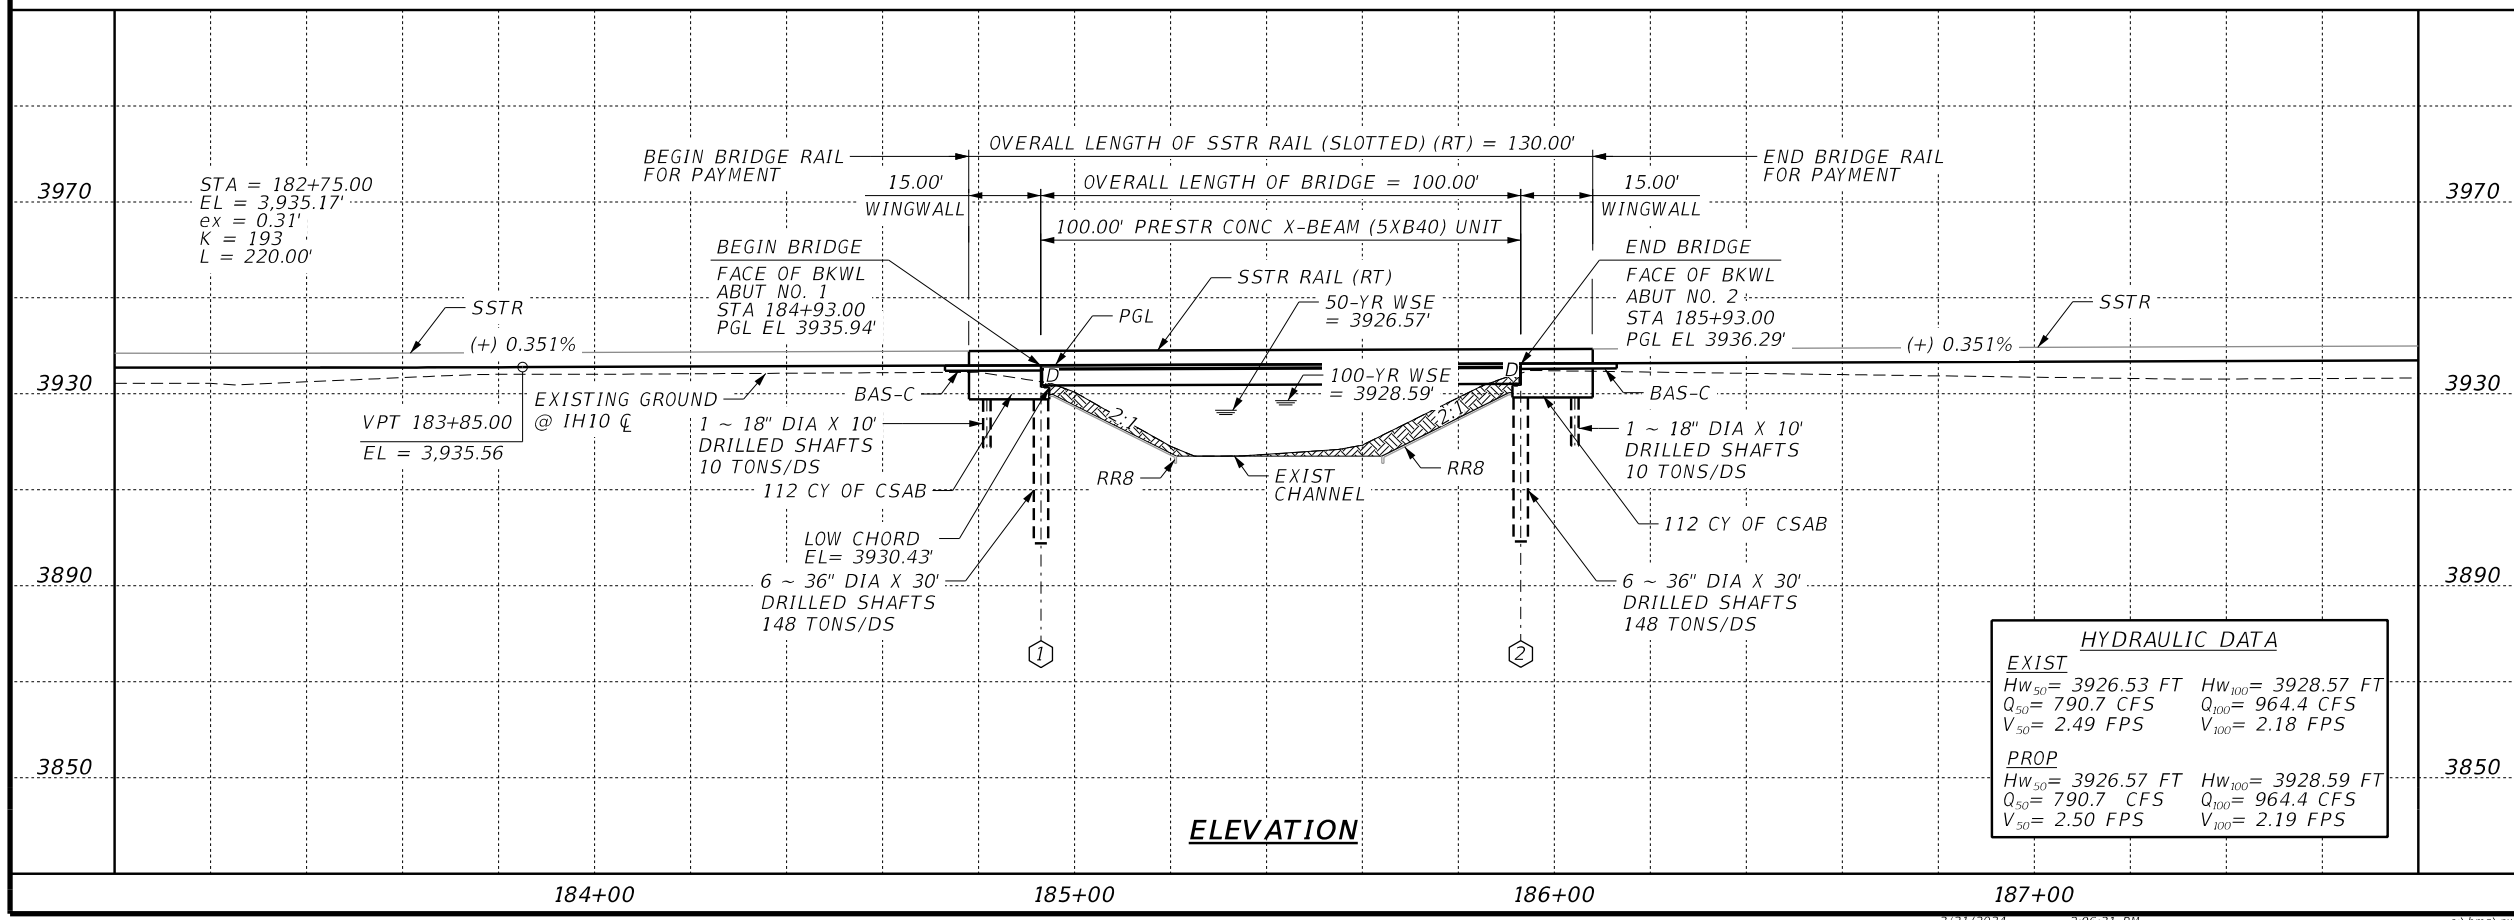 OVERALL LENGTH OF SSTR RAIL (SLOTTED) (RT) = 130.00'
BEGIN BRIDGE RAIL
FOR PAYMENT
END BRIDGE RAIL
FOR PAYMENT
15.00'
WINGWALL
OVERALL LENGTH OF BRIDGE = 100.00'
15.00'
WINGWALL
100.00' PRESTR CONC X-BEAM (5XB40) UNIT
STA = 182+75.00
EL = 3,935.17'
ex = 0.31'
K = 193
L = 220.00'
3970
3970
BEGIN BRIDGE
FACE OF BKWL
ABUT NO. 1
STA 184+93.00
PGL EL 3935.94'
END BRIDGE
FACE OF BKWL
ABUT NO. 2
STA 185+93.00
PGL EL 3936.29'
SSTR RAIL (RT)
50-YR WSE
= 3926.57'
PGL
SSTR
SSTR
(+) 0.351%
(+) 0.351%
3930
3930
D
D
100-YR WSE
= 3928.59'
BAS-C
BAS-C
EXISTING GROUND
@ IH10 ℄
VPT 183+85.00
EL = 3,935.56
2:1
2:1
1 ~ 18" DIA X 10'
DRILLED SHAFTS
10 TONS/DS
1 ~ 18" DIA X 10'
DRILLED SHAFTS
10 TONS/DS
RR8
RR8
EXIST
CHANNEL
112 CY OF CSAB
112 CY OF CSAB
LOW CHORD
EL= 3930.43'
6 ~ 36" DIA X 30'
DRILLED SHAFTS
148 TONS/DS
6 ~ 36" DIA X 30'
DRILLED SHAFTS
148 TONS/DS
3890
3890
1
2
HYDRAULIC DATA
EXIST
Hw50= 3926.53 FT Hw100= 3928.57 FT
Q50= 790.7 CFS Q100= 964.4 CFS
V50= 2.49 FPS V100= 2.18 FPS
PROP
Hw50= 3926.57 FT Hw100= 3928.59 FT
Q50= 790.7 CFS Q100= 964.4 CFS
V50= 2.50 FPS V100= 2.19 FPS
3850
3850
ELEVATION
184+00
185+00
186+00
187+00